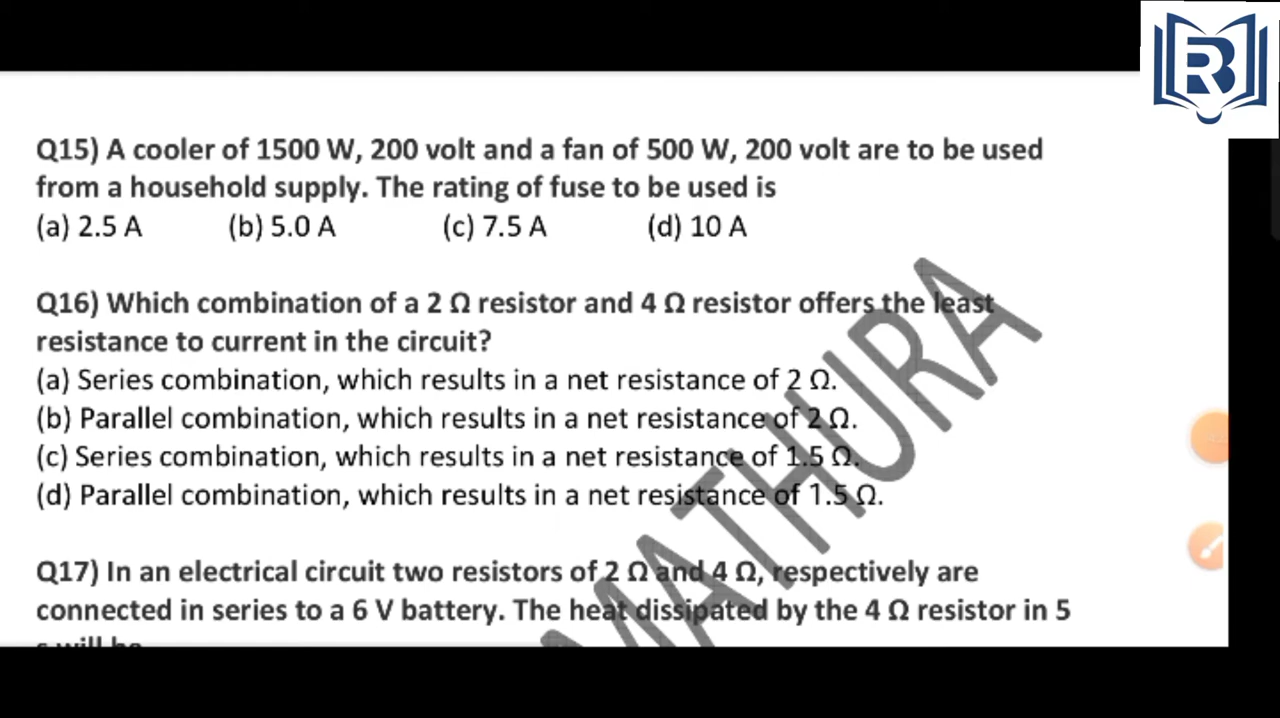 Q15) A cooler of 1500 W, 200 volt and a fan of 500 W, 200 volt are to be used
from a household supply. The rating of fuse to be used is
(a) 2.5 A (b) 5.0 A (c) 7.5 A (d) 10 A
Q16) Which combination of a 2 Ω resistor and 4 Ω resistor offers the least
resistance to current in the circuit?
(a) Series combination, which results in a net resistance of 2 Ω.
(b) Parallel combination, which results in a net resistance of 2 Ω.
(c) Series combination, which results in a net resistance of 1.5 Ω.
(d) Parallel combination, which results in a net resistance of 1.5 Ω.
Q17) In an electrical circuit two resistors of 2 Ω and 4 Ω, respectively are
connected in series to a 6 V battery. The heat dissipated by the 4 Ω resistor in 5
s will be
MATHURA